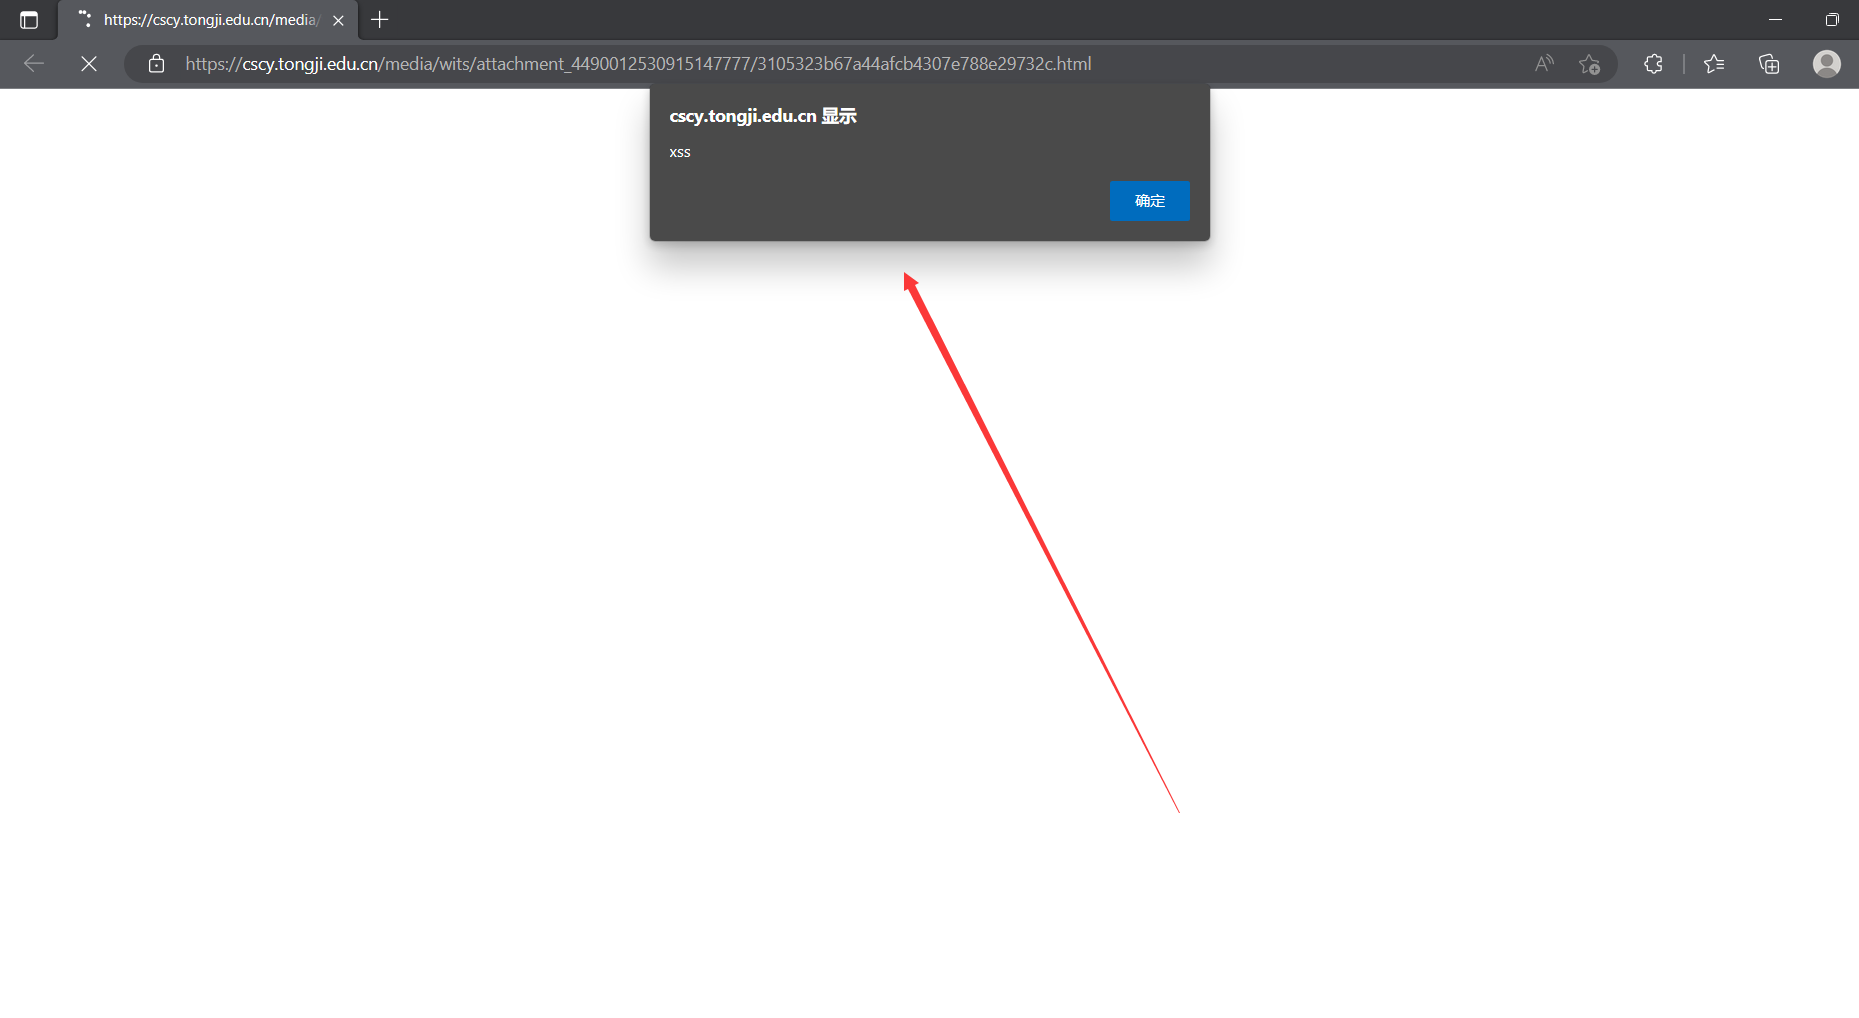 https://cscy.tongji.edu.cn/media/
https://cscy.tongji.edu.cn/media/wits/attachment_4490012530915147777/3105323b67a44afcb4307e788e29732c.html
cscy.tongji.edu.cn 显示
xss
确定